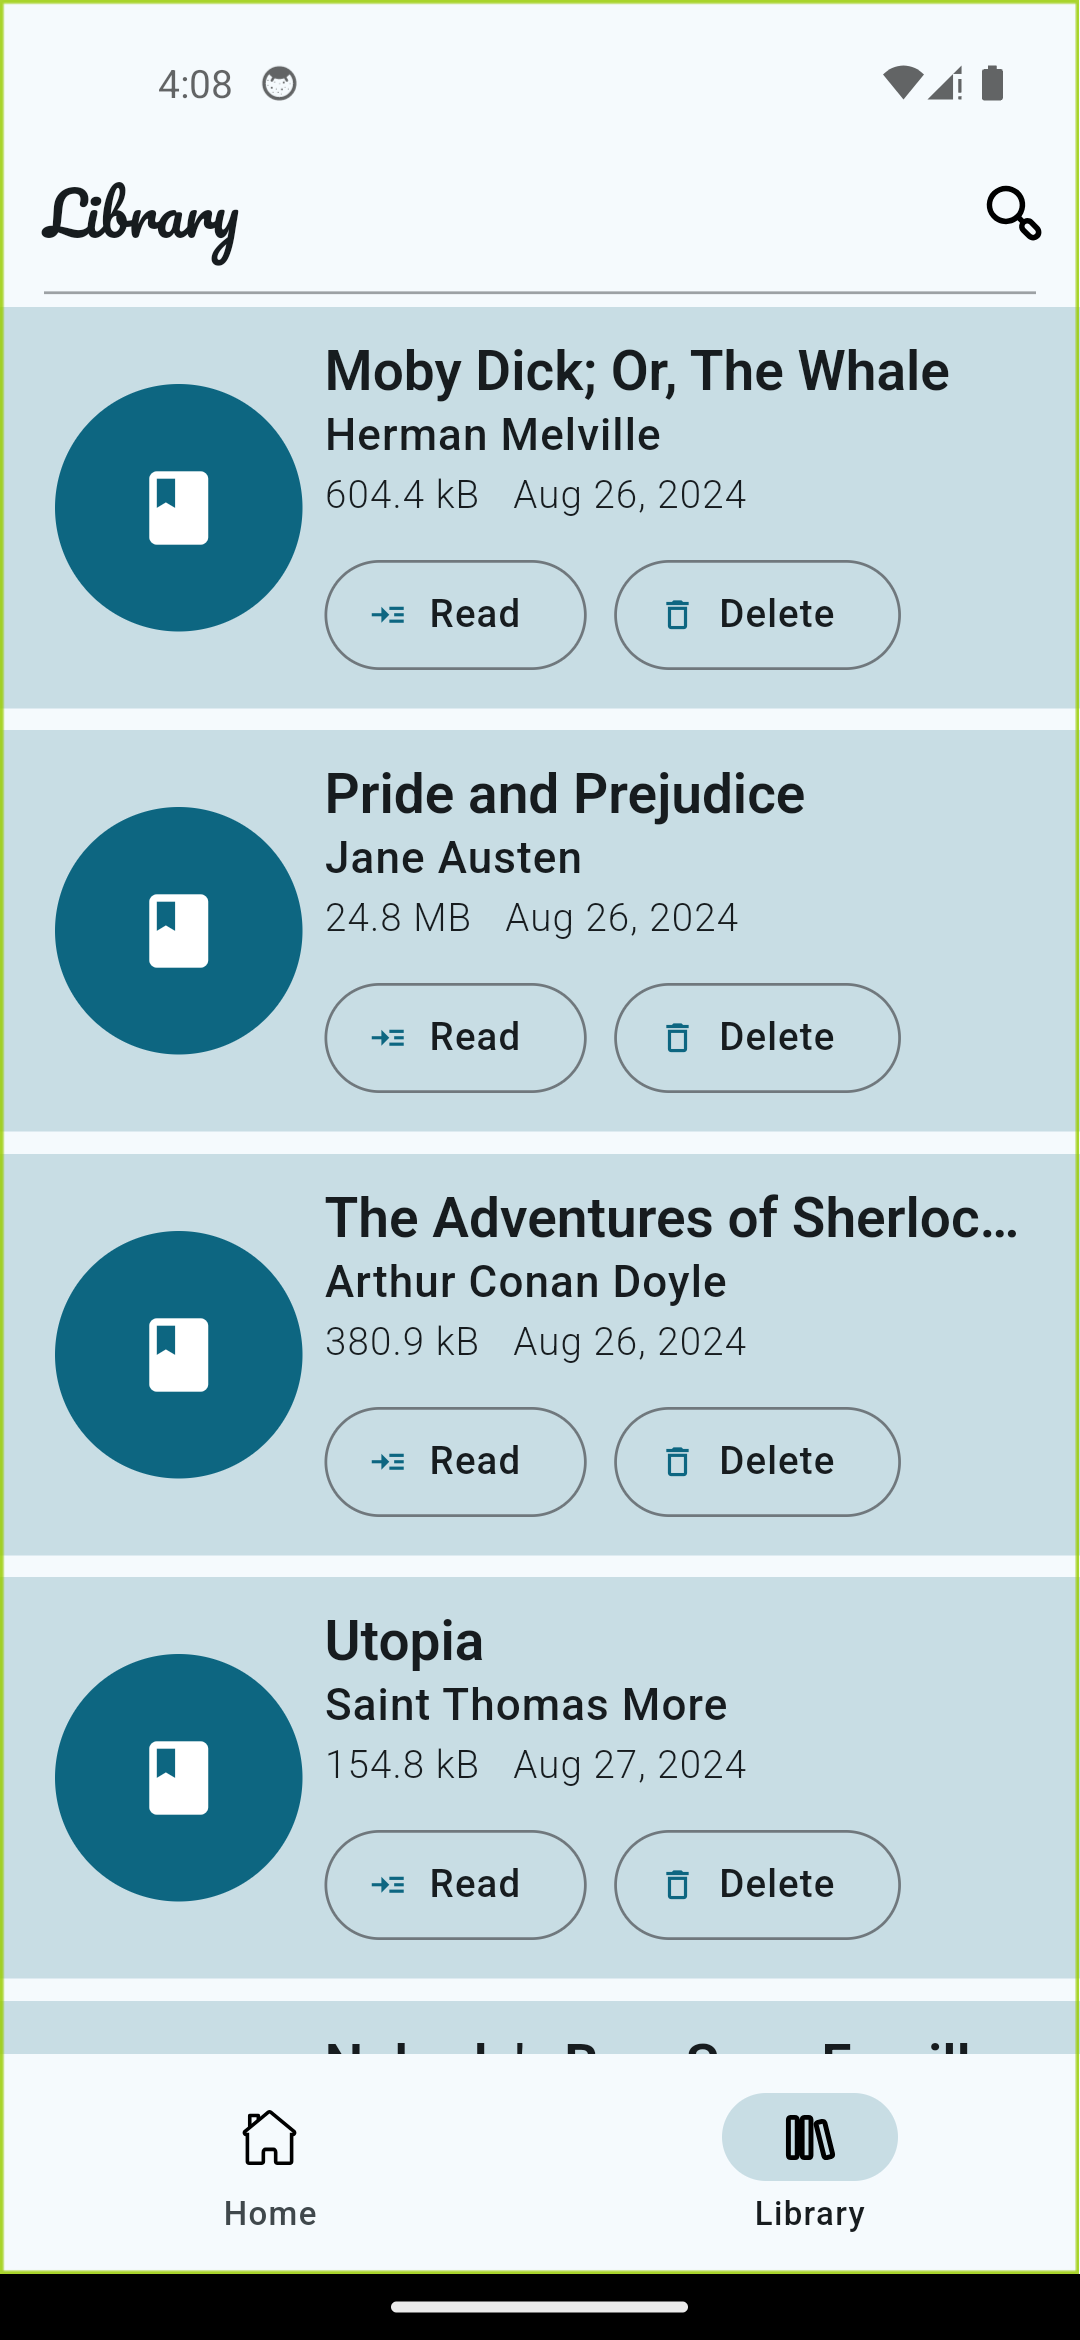 4:08
Library
Moby Dick; Or, The Whale
Herman Melville
604.4 kB Aug 26, 2024
Read Delete
Pride and Prejudice
Jane Austen
24.8 MB Aug 26, 2024
Read Delete
The Adventures of Sherloc...
Arthur Conan Doyle
380.9 kB Aug 26, 2024
Read Delete
Utopia
Saint Thomas More
154.8 kB Aug 27, 2024
Read Delete
Home Library